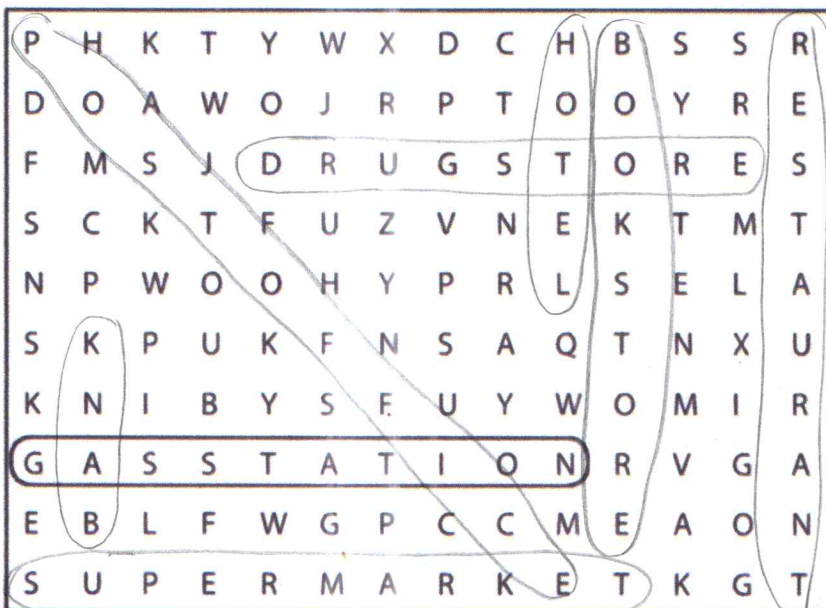 P H K T Y W X D C H B S S R
D O A W O J R P T O O Y R E
F M S J D R U G S T O R E S
S C K T F U Z V N E K T M T
N P W O O H Y P R L S E L A
S K P U K F N S A Q T N X U
K N I B Y S F U Y W O M I R
G A S S T A T I O N R V G A
E B L F W G P C C M E A O N
S U P E R M A R K E T K G T